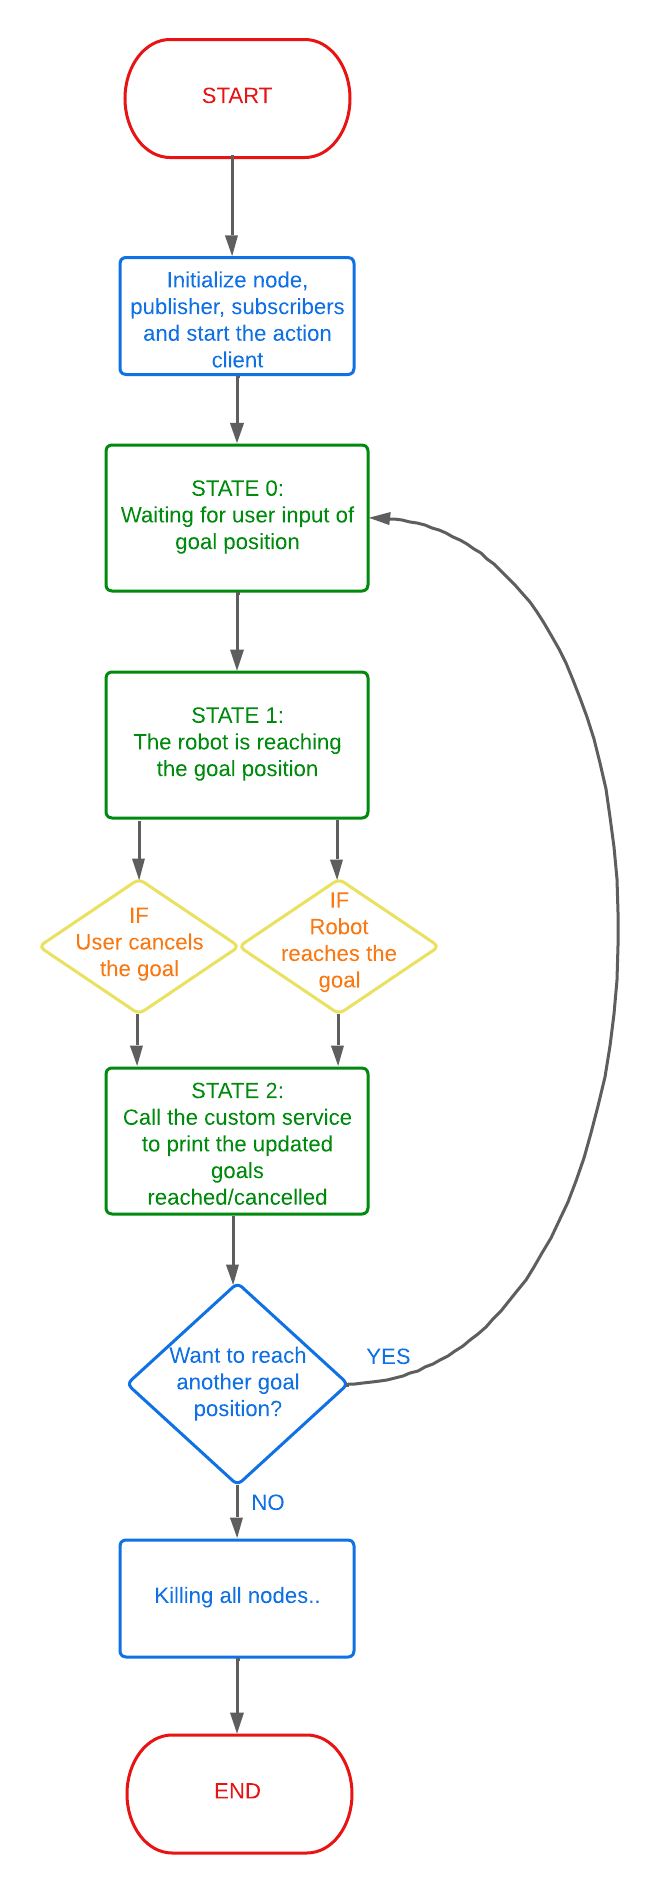 START
Initialize node,
publisher, subscribers
and start the action
client
STATE 0:
Waiting for user input of
goal position
STATE 1:
The robot is reaching
the goal position
IF
User cancels
the goal
IF
Robot
reaches the
goal
STATE 2:
Call the custom service
to print the updated
goals
reached/cancelled
Want to reach
another goal
position?
YES
NO
Killing all nodes..
END